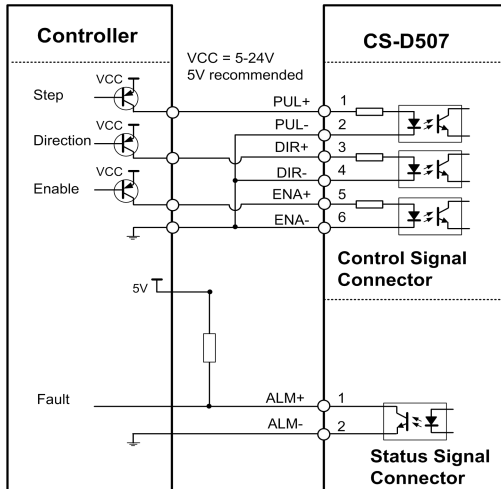 Controller
CS-D507
VCC = 5-24V
5V recommended
VCC
Step
PUL+ 1
VCC
PUL- 2
Direction
DIR+ 3
VCC
DIR- 4
Enable
ENA+ 5
ENA- 6
Control Signal
Connector
5V
Fault
ALM+ 1
ALM- 2
Status Signal
Connector